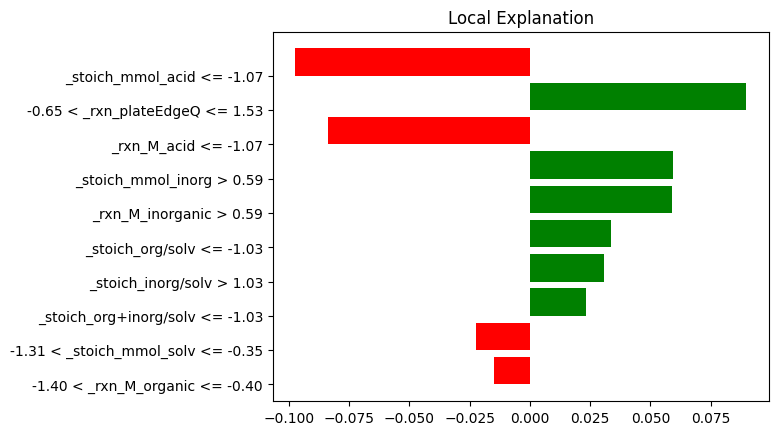 Local Explanation
_stoich_mmol_acid <= -1.07
-0.65 < _rxn_plateEdgeQ <= 1.53
_rxn_M_acid <= -1.07
_stoich_mmol_inorg > 0.59
_rxn_M_inorganic > 0.59
_stoich_org/solv <= -1.03
_stoich_inorg/solv > 1.03
_stoich_org+inorg/solv <= -1.03
-1.31 < _stoich_mmol_solv <= -0.35
-1.40 < _rxn_M_organic <= -0.40
−0.100 −0.075 −0.050 −0.025 0.000 0.025 0.050 0.075